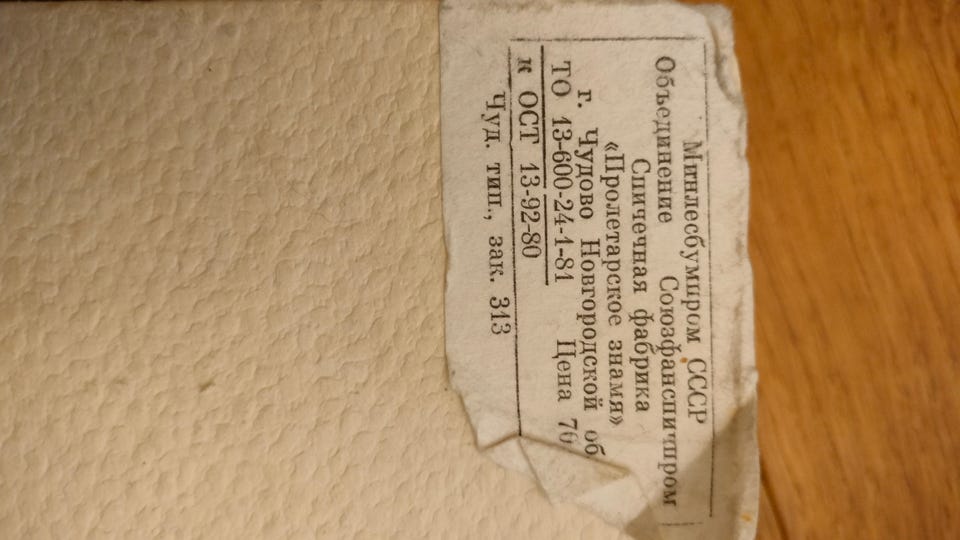 Минлесбумпром СССР
Объединение Союзфанспичпром
Спичечная фабрика
«Пролетарское знамя»
г. Чудово Новгородской об
ТО 13-600-24-1-81 Цена 70
к ОСТ 13-92-80
Чуд. тип., зак. 313